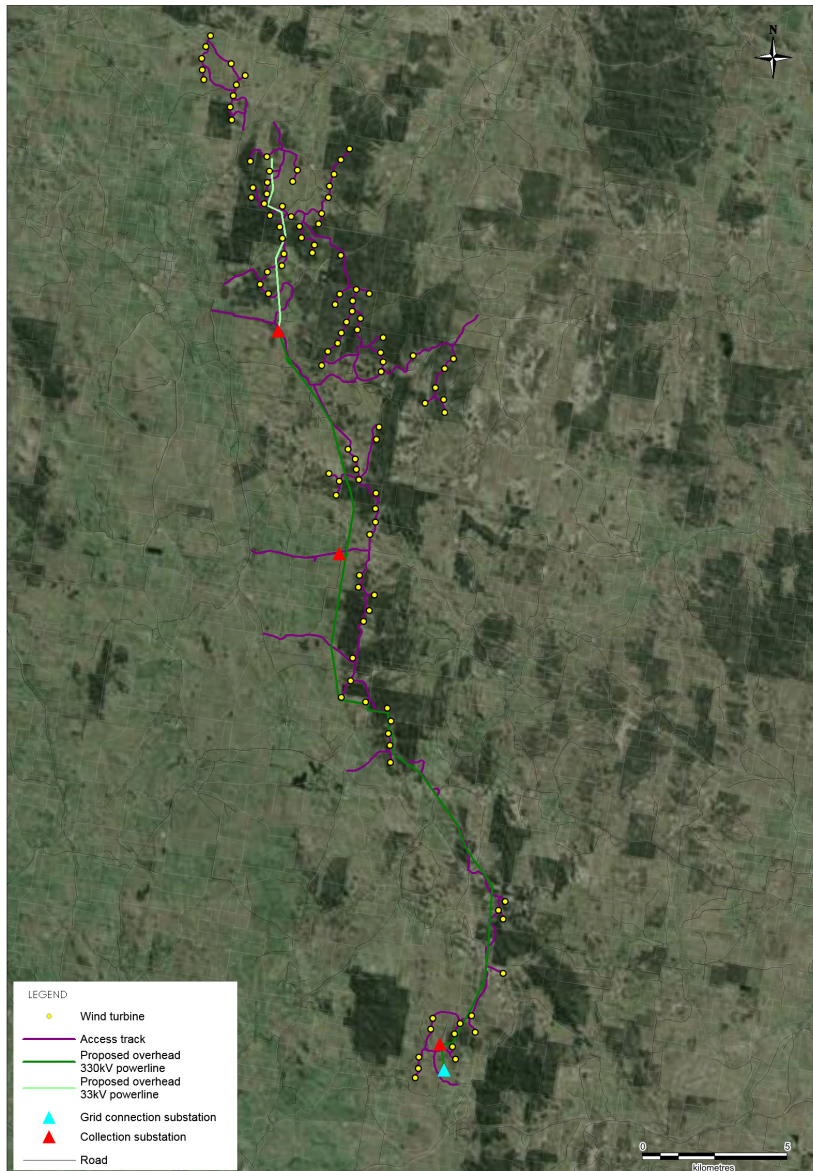 N
LEGEND
Wind turbine
Access track
Proposed overhead
330kV powerline
Proposed overhead
33kV powerline
Grid connection substation
Collection substation
Road
0 5
kilometres